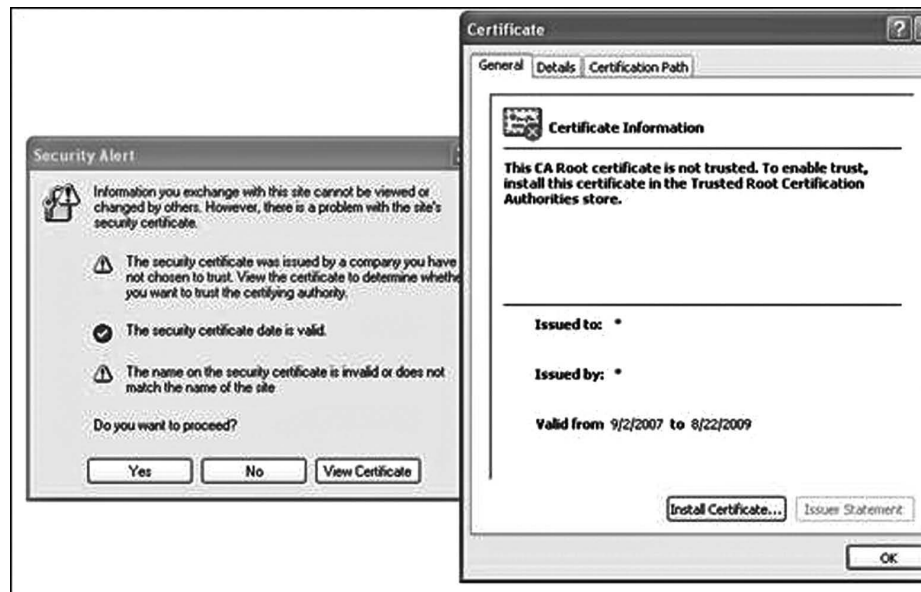 Security Alert
Information you exchange with this site cannot be viewed or
changed by others. However, there is a problem with the site's
security certificate.
The security certificate was issued by a company you have
not chosen to trust. View the certificate to determine whethe
you want to trust the certifying authority.
The security certificate date is valid.
The name on the security certificate is invalid or does not
match the name of the site
Do you want to proceed?
Yes No View Certificate
Certificate
?
General Details Certification Path
Certificate Information
This CA Root certificate is not trusted. To enable trust,
install this certificate in the Trusted Root Certification
Authorities store.
Issued to: *
Issued by: *
Valid from 9/2/2007 to 8/22/2009
Install Certificate... Issuer Statement
OK